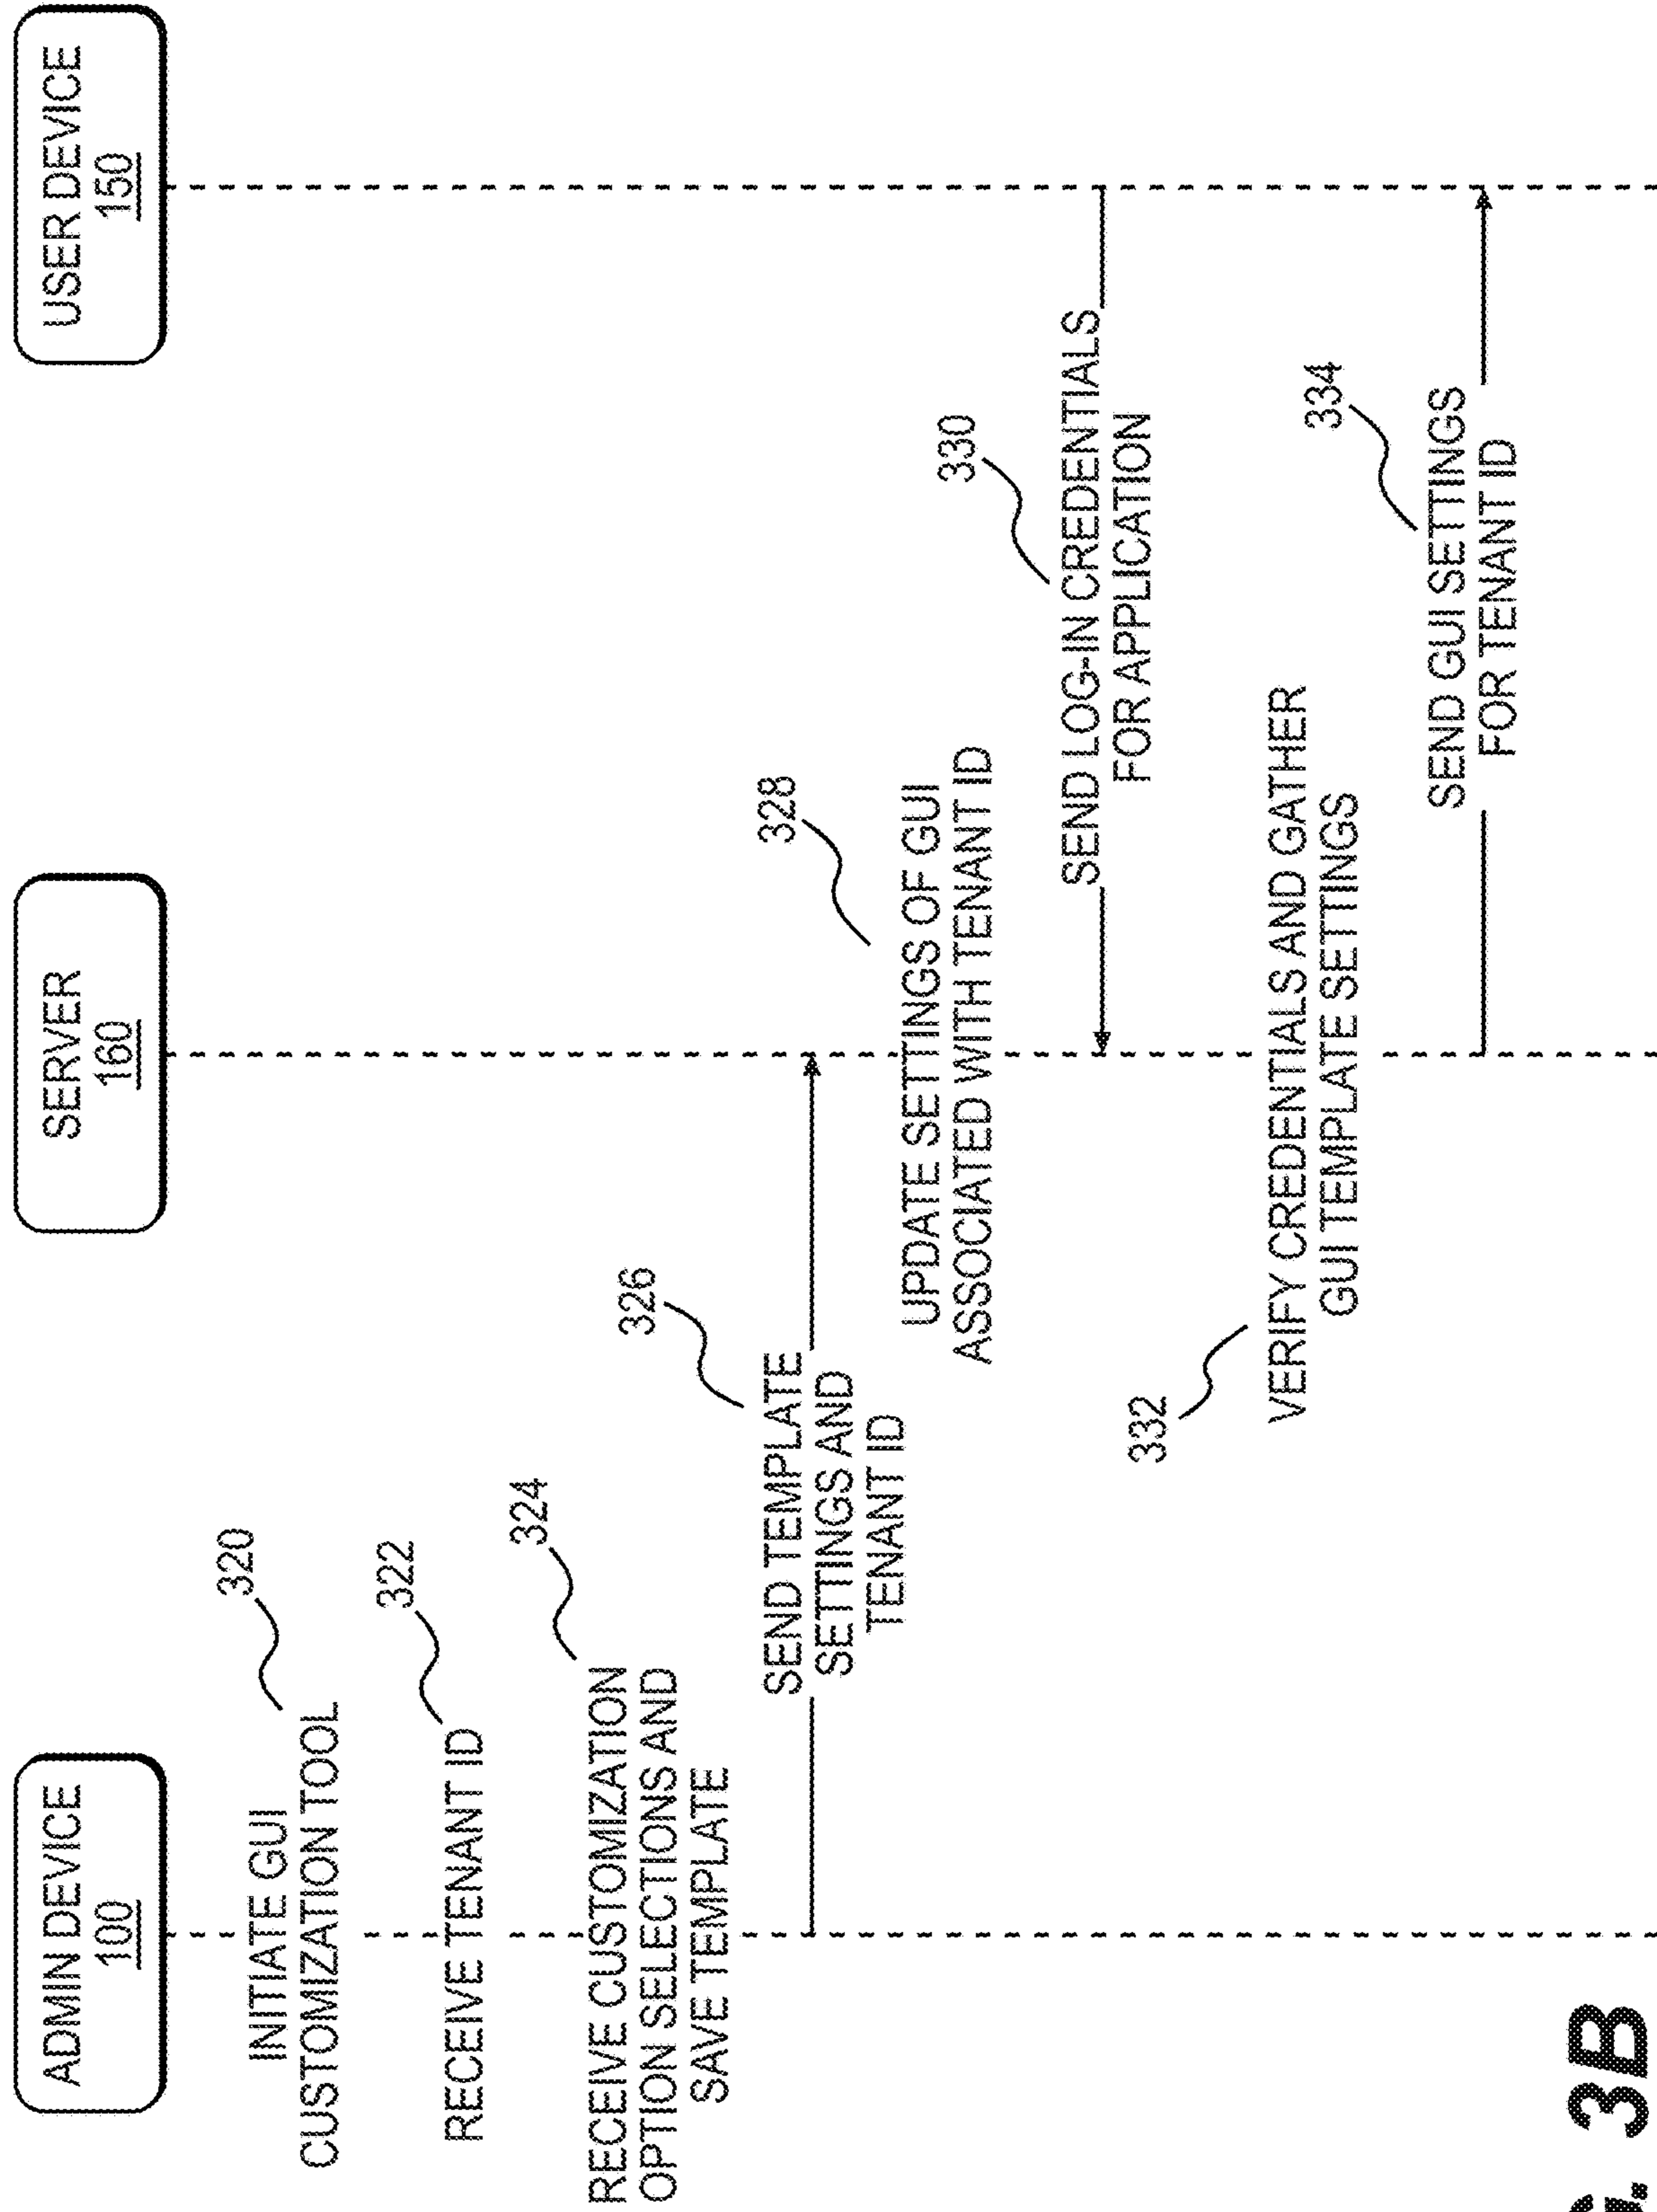 ADMIN DEVICE
100
SERVER
160
USER DEVICE
150
320
INITIATE GUI
CUSTOMIZATION TOOL
322
RECEIVE TENANT ID
324
RECEIVE CUSTOMIZATION
OPTION SELECTIONS AND
SAVE TEMPLATE
326
SEND TEMPLATE
SETTINGS AND
TENANT ID
328
UPDATE SETTINGS OF GUI
ASSOCIATED WITH TENANT ID
330
SEND LOG-IN CREDENTIALS
FOR APPLICATION
332
VERIFY CREDENTIALS AND GATHER
GUI TEMPLATE SETTINGS
334
SEND GUI SETTINGS
FOR TENANT ID
3B